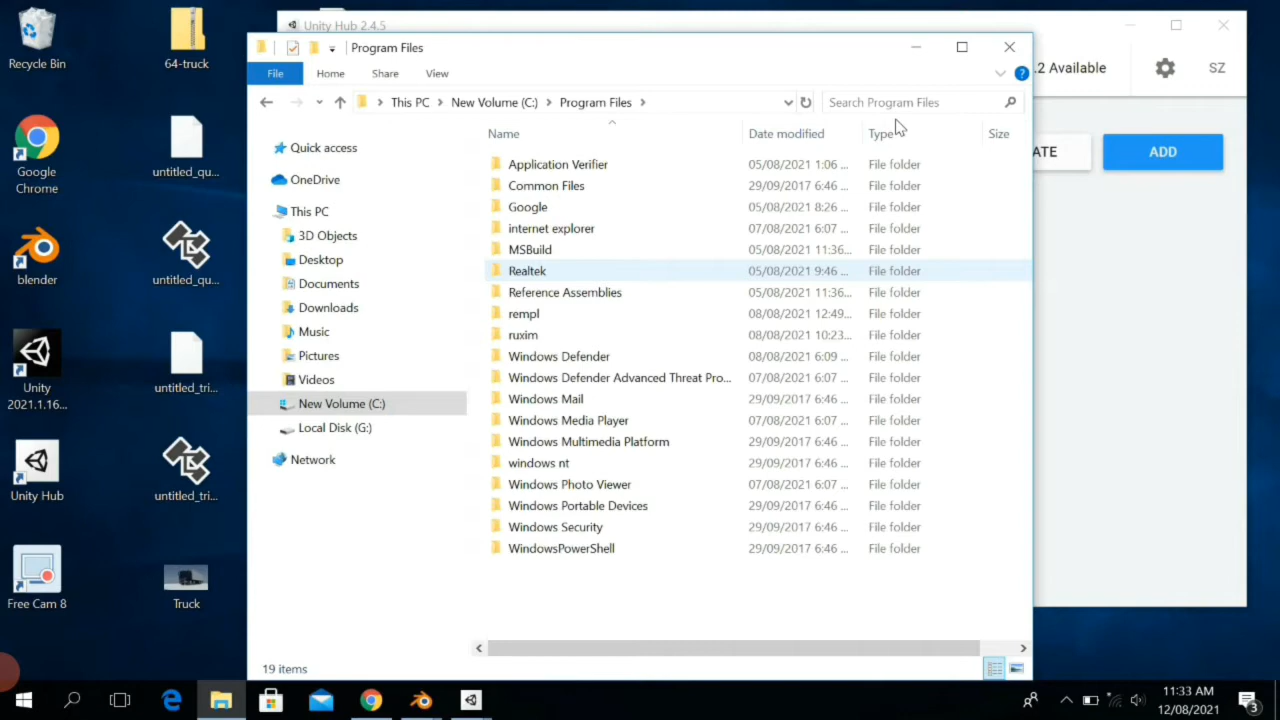 Recycle Bin
64-truck
Google
Chrome
untitled_qu...
blender
untitled_qu...
Unity
2021.1.16...
untitled_tri...
Unity Hub
untitled_tri...
Free Cam 8
Truck
Unity Hub 2.4.5
.2 Available
SZ
ATE
ADD
Program Files
File Home Share View
This PC New Volume (C:) Program Files
Search Program Files
Quick access
OneDrive
This PC
3D Objects
Desktop
Documents
Downloads
Music
Pictures
Videos
New Volume (C:)
Local Disk (G:)
Network
Name Date modified Type Size
Application Verifier 05/08/2021 1:06 ... File folder
Common Files 29/09/2017 6:46 ... File folder
Google 05/08/2021 8:26 ... File folder
internet explorer 07/08/2021 6:07 ... File folder
MSBuild 05/08/2021 11:36... File folder
Realtek 05/08/2021 9:46 ... File folder
Reference Assemblies 05/08/2021 11:36... File folder
rempl 08/08/2021 12:49... File folder
ruxim 08/08/2021 10:23... File folder
Windows Defender 08/08/2021 6:09 ... File folder
Windows Defender Advanced Threat Pro... 07/08/2021 6:07 ... File folder
Windows Mail 29/09/2017 6:46 ... File folder
Windows Media Player 07/08/2021 6:07 ... File folder
Windows Multimedia Platform 29/09/2017 6:46 ... File folder
windows nt 29/09/2017 6:46 ... File folder
Windows Photo Viewer 07/08/2021 6:07 ... File folder
Windows Portable Devices 29/09/2017 6:46 ... File folder
Windows Security 29/09/2017 6:46 ... File folder
WindowsPowerShell 29/09/2017 6:46 ... File folder
19 items
11:33 AM
12/08/2021
3